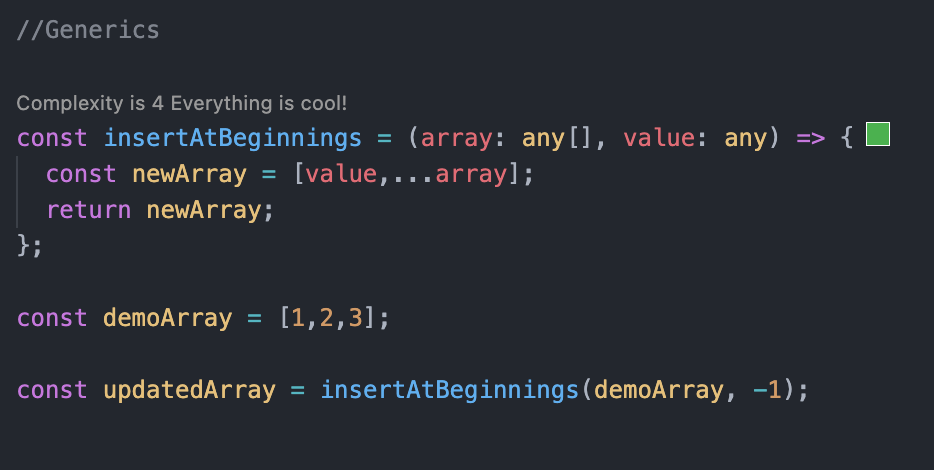 //Generics
Complexity is 4 Everything is cool!
const insertAtBeginnings = (array: any[], value: any) => {
const newArray = [value,...array];
return newArray;
};
const demoArray = [1,2,3];
const updatedArray = insertAtBeginnings(demoArray, -1);